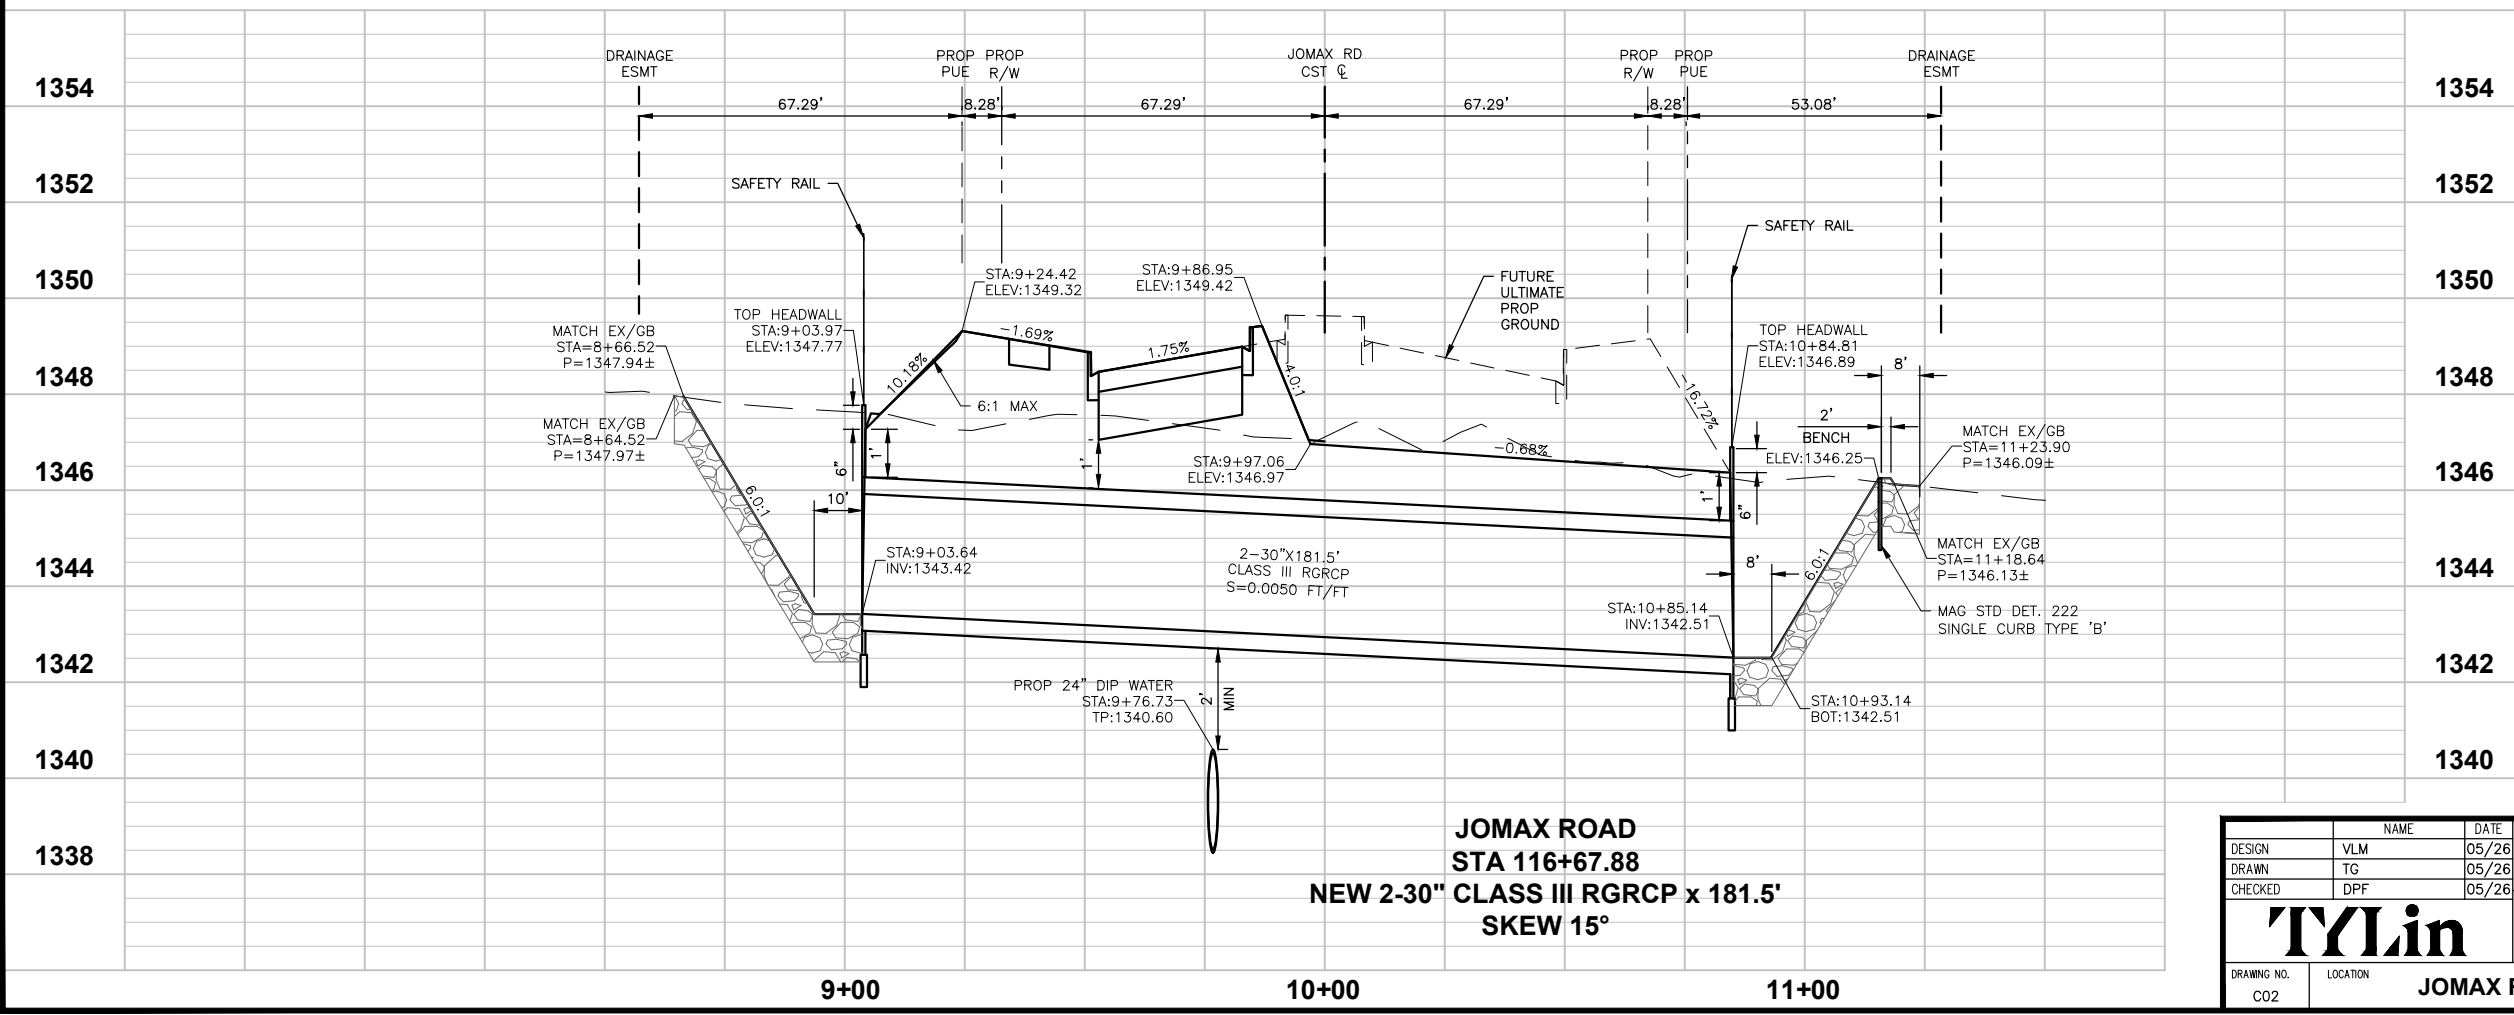 DRAINAGE
ESMT
PROP
PUE
PROP
R/W
JOMAX RD
CST ℄
PROP
R/W
PROP
PUE
DRAINAGE
ESMT
1354
1354
67.29'
8.28'
67.29'
67.29'
8.28'
53.08'
1352
1352
SAFETY RAIL
SAFETY RAIL
1350
1350
STA:9+24.42
ELEV:1349.32
STA:9+86.95
ELEV:1349.42
FUTURE
ULTIMATE
PROP
GROUND
TOP HEADWALL
STA:9+03.97
ELEV:1347.77
MATCH EX/GB
STA=8+66.52
P=1347.94±
-1.69%
1.75%
10.18%
4.0:1
-16.72%
TOP HEADWALL
STA:10+84.81
ELEV:1346.89
8'
1348
1348
6:1 MAX
2'
BENCH
ELEV:1346.25
MATCH EX/GB
STA=8+64.52
P=1347.97±
MATCH EX/GB
STA=11+23.90
P=1346.09±
1346
1346
6"
1'
1'
STA:9+97.06
ELEV:1346.97
-0.68%
1'
6"
6.0:1
10'
STA:9+03.64
INV:1343.42
2-30"X181.5'
CLASS III RGRCP
S=0.0050 FT/FT
8'
6.0:1
MATCH EX/GB
STA=11+18.64
P=1346.13±
1344
1344
STA:10+85.14
INV:1342.51
MAG STD DET. 222
SINGLE CURB TYPE 'B'
1342
1342
PROP 24" DIP WATER
STA:9+76.73
TP:1340.60
2'
MIN
STA:10+93.14
BOT:1342.51
1340
1340
1338
JOMAX ROAD
STA 116+67.88
NEW 2-30" CLASS III RGRCP x 181.5'
SKEW 15°
NAME DATE
DESIGN VLM 05/26
DRAWN TG 05/26
CHECKED DPF 05/26
TYLin
DRAWING NO.
C02
LOCATION
JOMAX
9+00
10+00
11+00